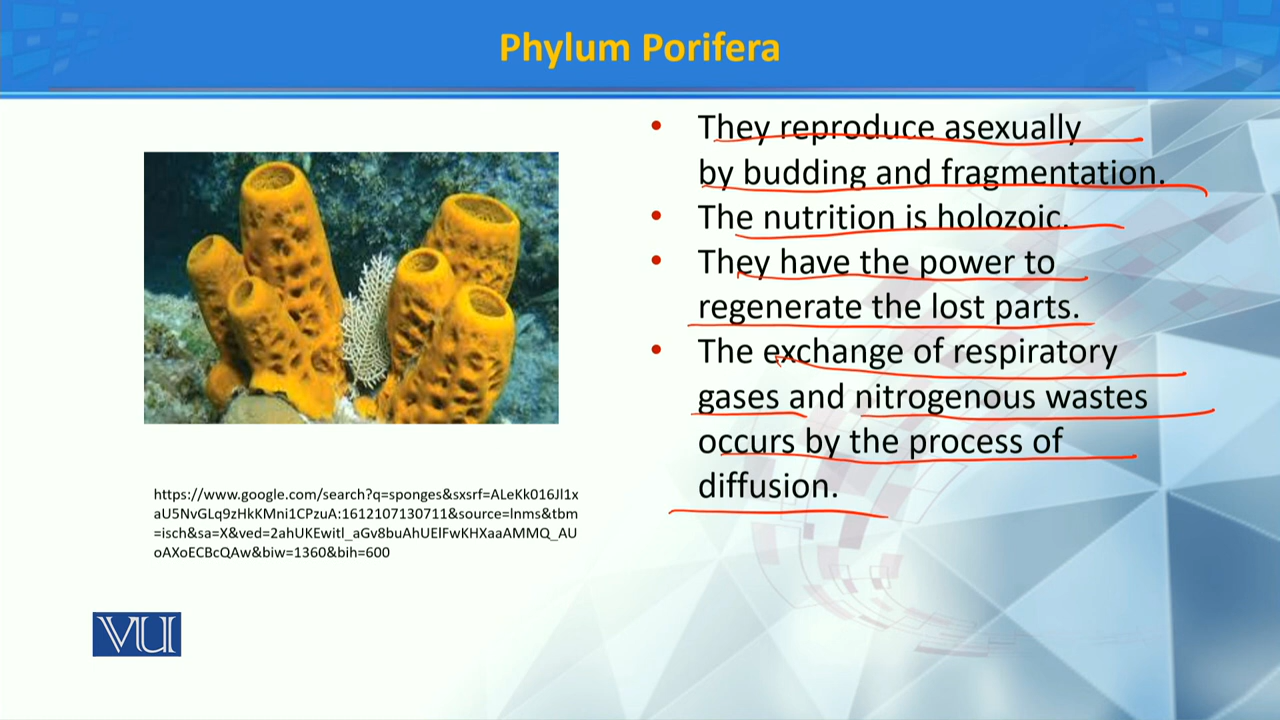 Phylum Porifera
• They reproduce asexually
by budding and fragmentation.
• The nutrition is holozoic.
• They have the power to
regenerate the lost parts.
• The exchange of respiratory
gases and nitrogenous wastes
occurs by the process of
diffusion.
https://www.google.com/search?q=sponges&sxsrf=ALeKk016Jl1x
aU5NvGLq9zHkKMni1CPzuA:1612107130711&source=lnms&tbm
=isch&sa=X&ved=2ahUKEwitl_aGv8buAhUElFwKHXaaAMMQ_AU
oAXoECBcQAw&biw=1360&bih=600
VU